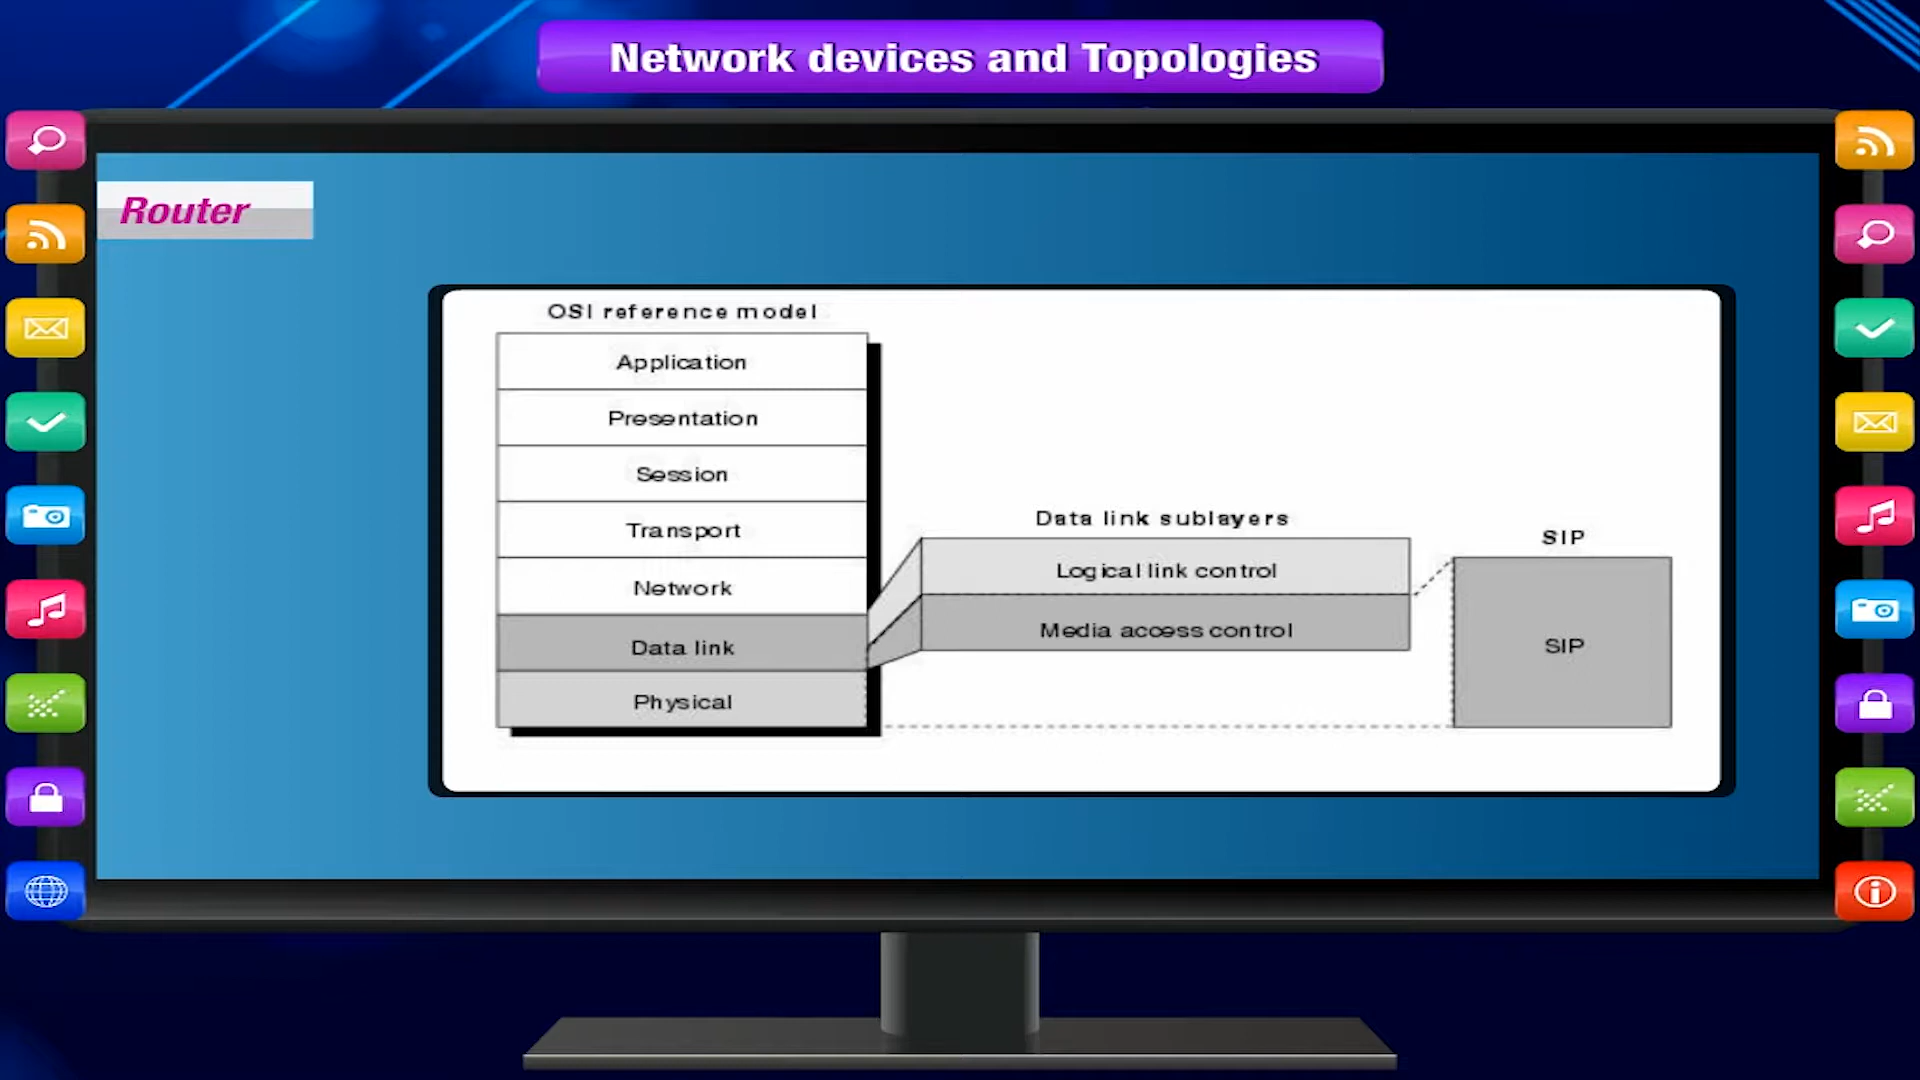 Network devices and Topologies
Router
OSI reference model
Application
Presentation
Session
Transport
Network
Data link
Physical
Data link sublayers
Logical link control
Media access control
SIP
SIP